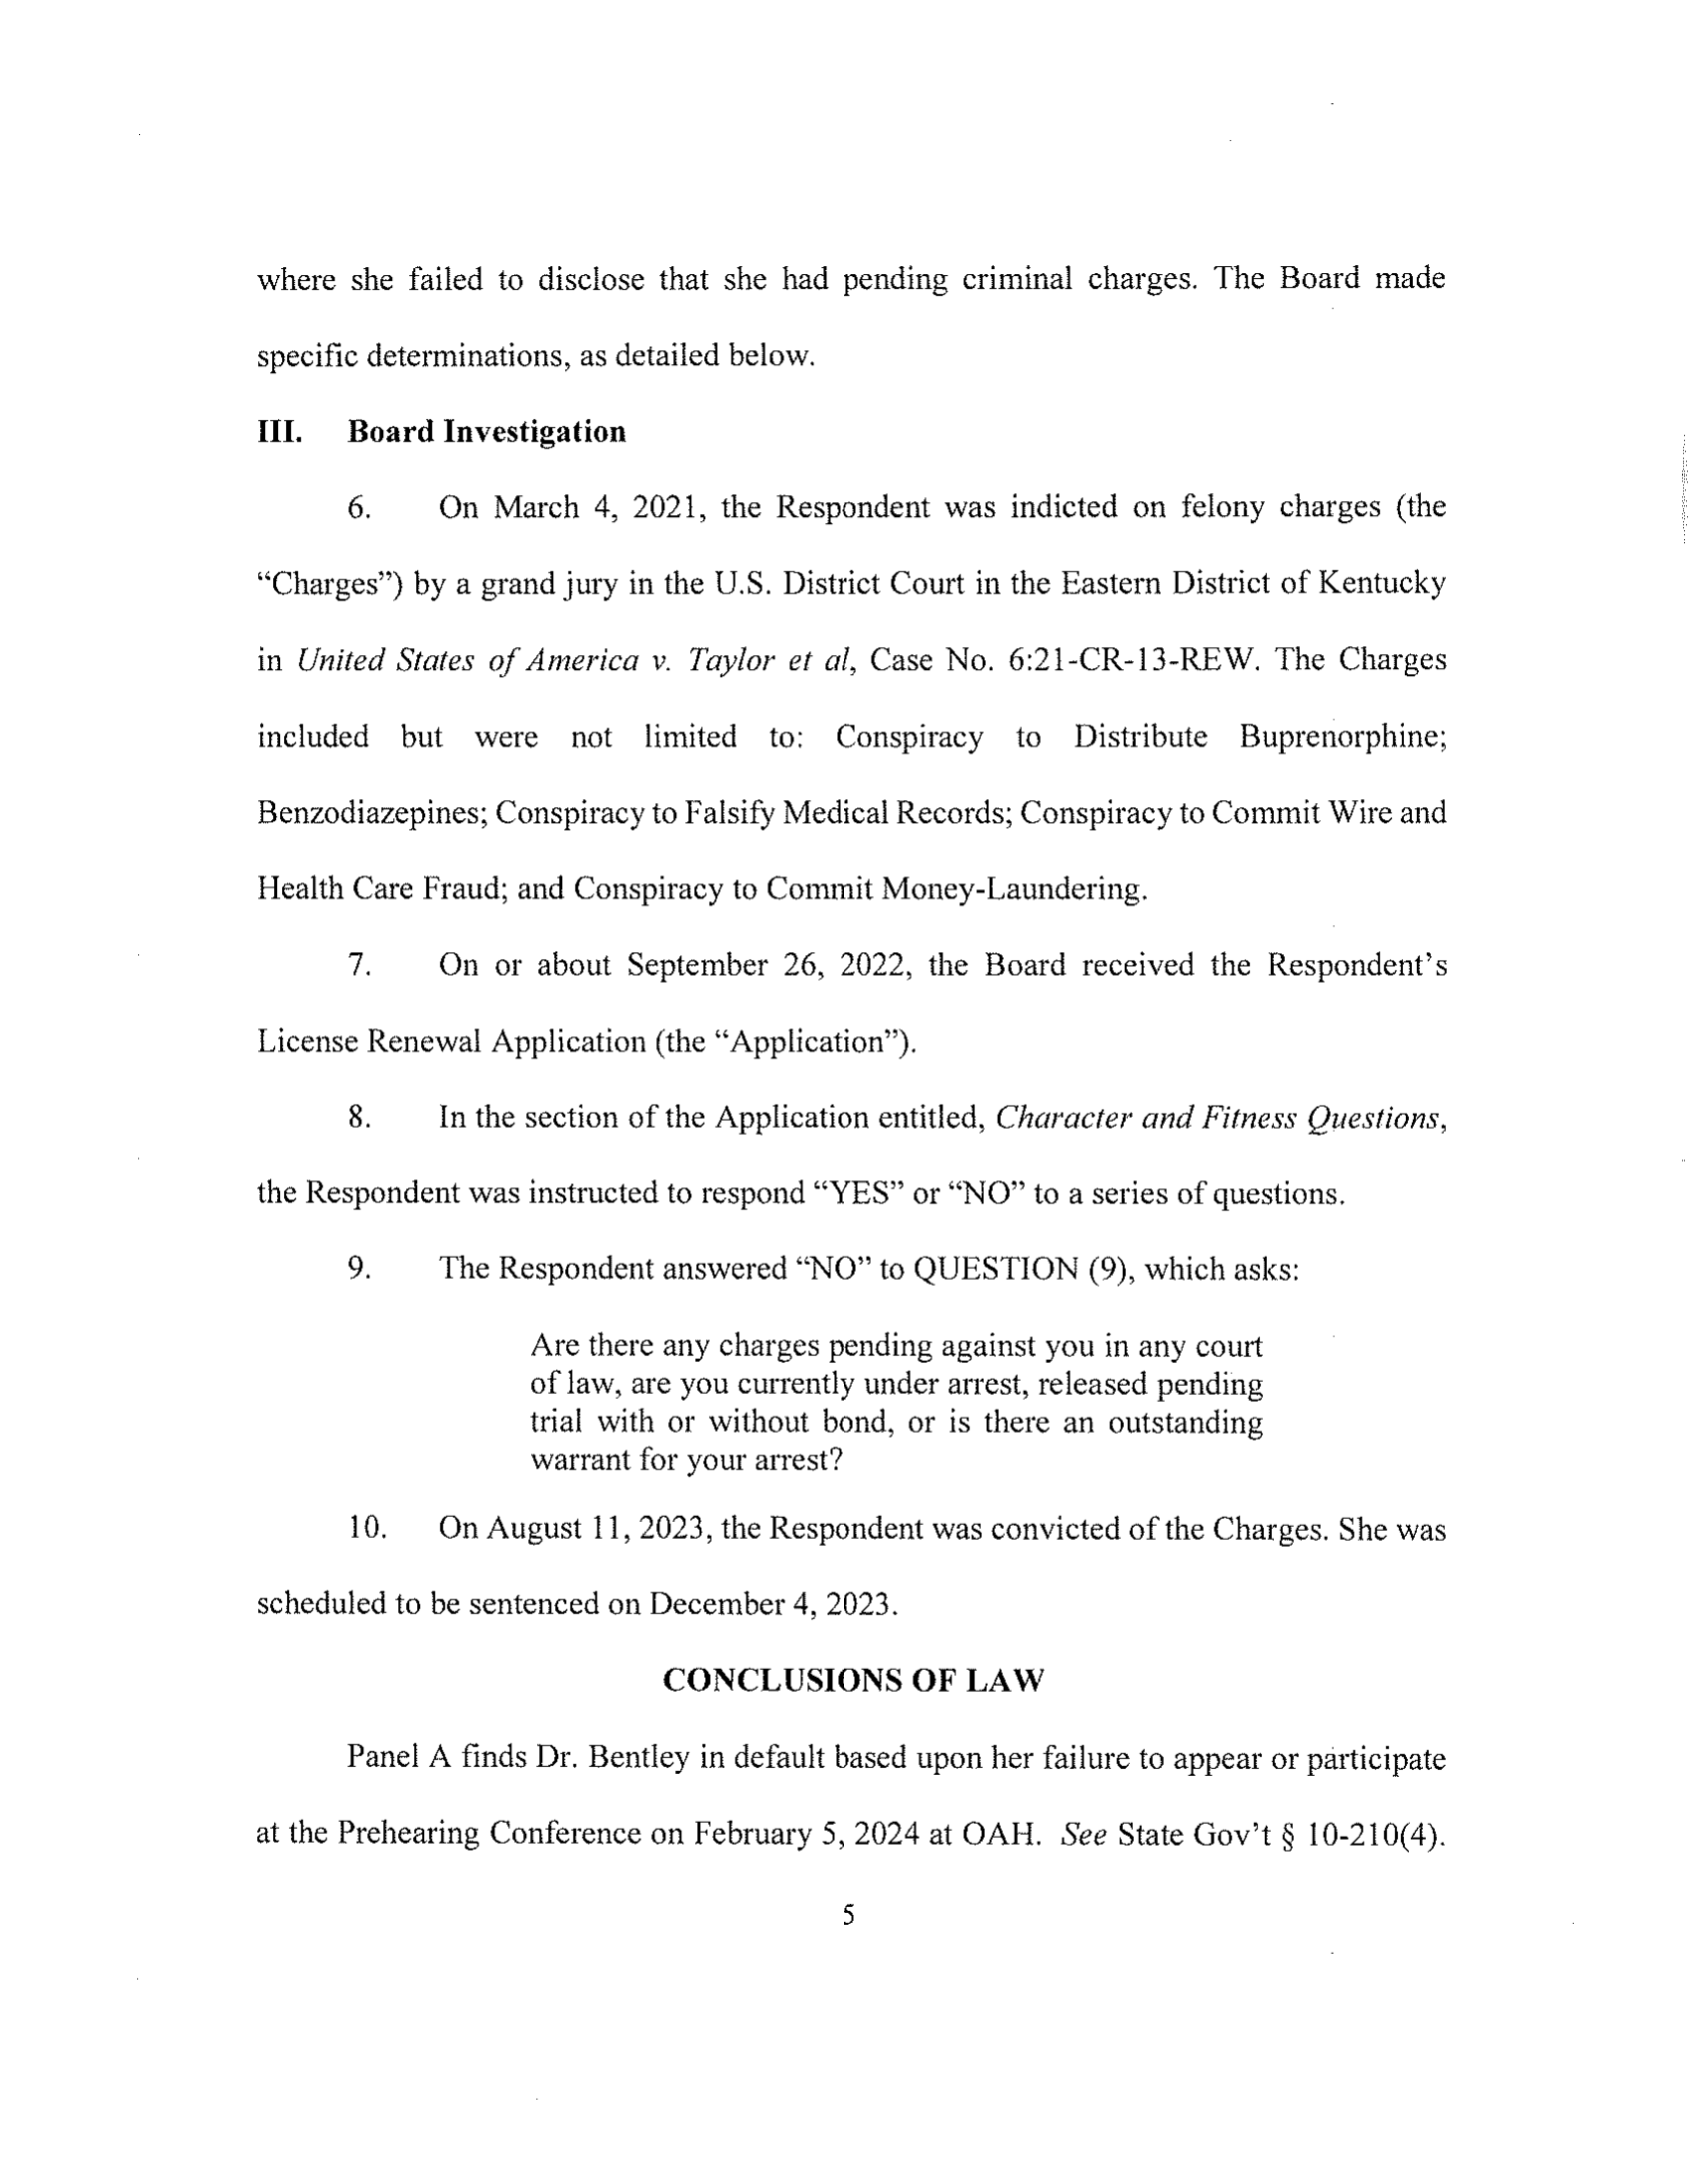 where she failed to disclose that she had pending criminal charges. The Board made
specific determinations, as detailed below.
III. Board Investigation
6. On March 4, 2021, the Respondent was indicted on felony charges (the
“Charges”) by a grand jury in the U.S. District Court in the Eastern District of Kentucky
in United States of America v. Taylor et al, Case No. 6:21-CR-13-REW. The Charges
included but were not limited to: Conspiracy to Distribute Buprenorphine;
Benzodiazepines; Conspiracy to Falsify Medical Records; Conspiracy to Commit Wire and
Health Care Fraud; and Conspiracy to Commit Money-Laundering.
7. On or about September 26, 2022, the Board received the Respondent’s
License Renewal Application (the “Application”).
8. In the section of the Application entitled, Character and Fitness Questions,
the Respondent was instructed to respond “YES” or “NO” to a series of questions.
9. The Respondent answered “NO” to QUESTION (9), which asks:
Are there any charges pending against you in any court
of law, are you currently under arrest, released pending
trial with or without bond, or is there an outstanding
warrant for your arrest?
10. On August 11, 2023, the Respondent was convicted of the Charges. She was
scheduled to be sentenced on December 4, 2023.
CONCLUSIONS OF LAW
Panel A finds Dr. Bentley in default based upon her failure to appear or participate
at the Prehearing Conference on February 5, 2024 at OAH. See State Gov’t § 10-210(4).
5